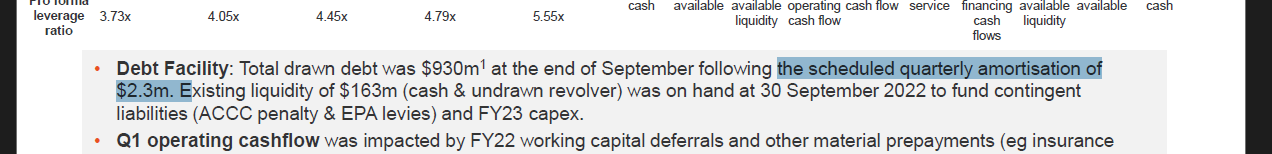 Pro forma
leverage 3.73x 4.05x 4.45x 4.79x 5.55x
ratio
cash available available operating cash flow service financing available available cash
liquidity cash flow cash liquidity
flows
• Debt Facility: Total drawn debt was $930m¹ at the end of September following the scheduled quarterly amortisation of
$2.3m. Existing liquidity of $163m (cash & undrawn revolver) was on hand at 30 September 2022 to fund contingent
liabilities (ACCC penalty & EPA levies) and FY23 capex.
• Q1 operating cashflow was impacted by FY22 working capital deferrals and other material prepayments (eg insurance